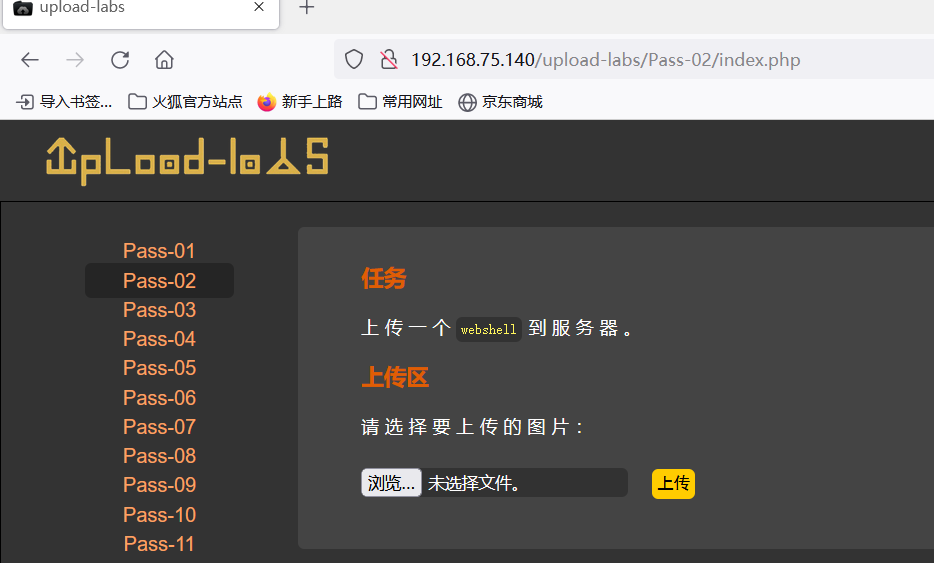 upload-labs
192.168.75.140/upload-labs/Pass-02/index.php
导入书签... 火狐官方站点 新手上路 常用网址 京东商城
UpLoad-labs
Pass-01
Pass-02
Pass-03
Pass-04
Pass-05
Pass-06
Pass-07
Pass-08
Pass-09
Pass-10
Pass-11
任务
上传一个 webshell 到服务器。
上传区
请选择要上传的图片：
浏览... 未选择文件。 上传